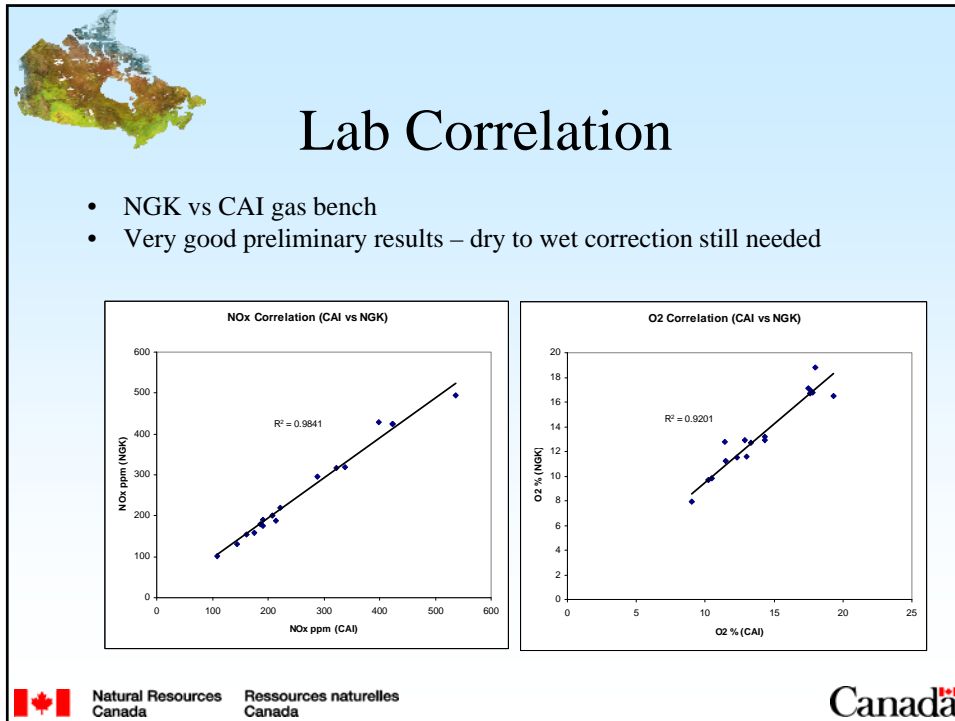 Lab Correlation
• NGK vs CAI gas bench
• Very good preliminary results – dry to wet correction still needed
NOx Correlation (CAI vs NGK)
600
500
400
300
200
100
0
NOx ppm (NGK)
R² = 0.9841
0 100 200 300 400 500 600
NOx ppm (CAI)
O2 Correlation (CAI vs NGK)
20
18
16
14
12
10
8
6
4
2
0
O2 % (NGK)
R² = 0.9201
0 5 10 15 20 25
O2 % (CAI)
Natural Resources Ressources naturelles
Canada Canada
Canada